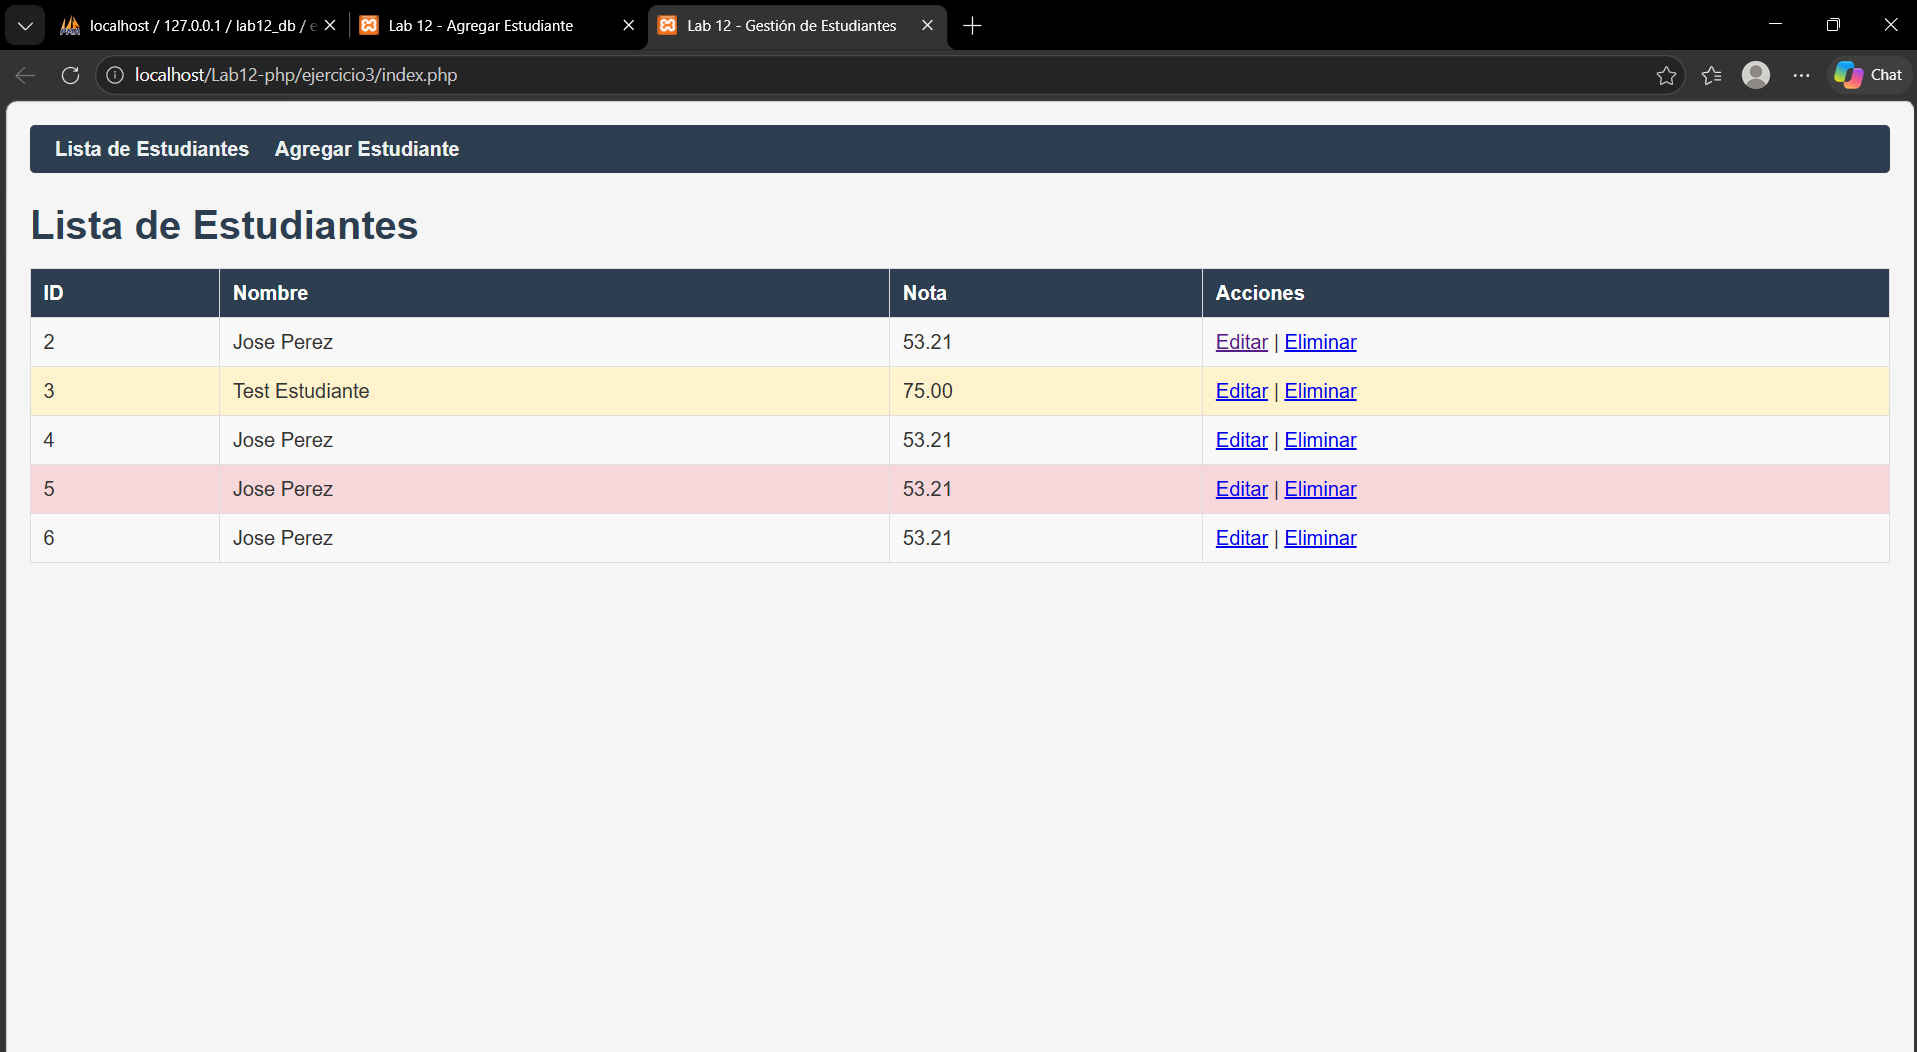 localhost / 127.0.0.1 / lab12_db / e
Lab 12 - Agregar Estudiante
Lab 12 - Gestión de Estudiantes
localhost/Lab12-php/ejercicio3/index.php
Chat
Lista de Estudiantes Agregar Estudiante
Lista de Estudiantes
ID Nombre Nota Acciones
2 Jose Perez 53.21 Editar | Eliminar
3 Test Estudiante 75.00 Editar | Eliminar
4 Jose Perez 53.21 Editar | Eliminar
5 Jose Perez 53.21 Editar | Eliminar
6 Jose Perez 53.21 Editar | Eliminar